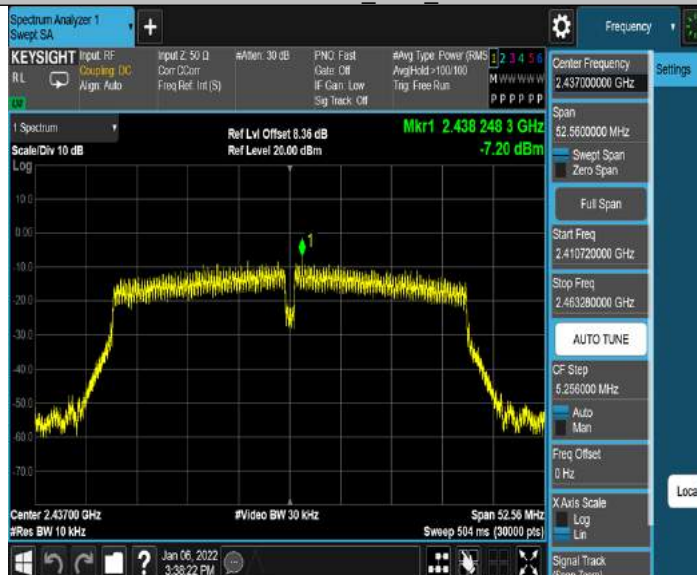 Spectrum Analyzer 1
Swept SA
+
Frequency
KEYSIGHT
RL
Input: RF
Coupling: DC
Align: Auto
Input Z: 50 Ω
Corr CCorr
Freq Ref: Int (S)
#Atten: 30 dB
PNO: Fast
Gate: Off
IF Gain: Low
Sig Track: Off
#Avg Type: Power (RMS
Avg|Hold:>100/100
Trig: Free Run
1 2 3 4 5 6
M W W W W W
P P P P P P
1 Spectrum
Scale/Div 10 dB
Log
Ref Lvl Offset 8.36 dB
Ref Level 20.00 dBm
Mkr1 2.438 248 3 GHz
-7.20 dBm
10.0
0.00
-10.0
-20.0
-30.0
-40.0
-50.0
-60.0
-70.0
1
Center 2.43700 GHz
#Res BW 10 kHz
#Video BW 30 kHz
Span 52.56 MHz
Sweep 504 ms (30000 pts)
Jan 06, 2022
3:38:22 PM
?
Center Frequency
2.437000000 GHz
Settings
Span
52.5600000 MHz
Swept Span
Zero Span
Full Span
Start Freq
2.410720000 GHz
Stop Freq
2.463280000 GHz
AUTO TUNE
CF Step
5.256000 MHz
Auto
Man
Freq Offset
0 Hz
X Axis Scale
Log
Lin
Loca
Signal Track
(Span Zoom)